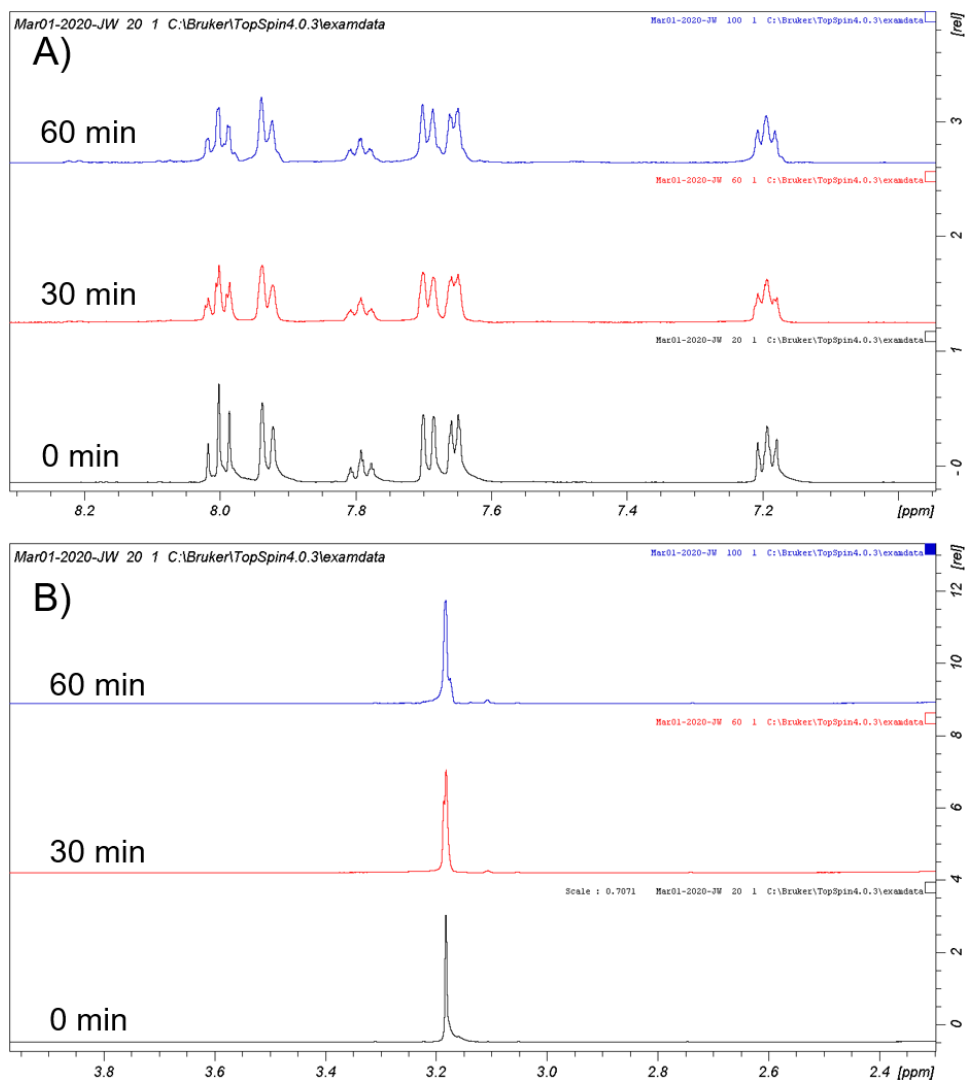 Mar01-2020-JW 20 1 C:\Bruker\TopSpin4.0.3\examdata
Mar01-2020-JW 100 1 C:\Bruker\TopSpin4.0.3\examdata
[rel]
A)
60 min
3
Mar01-2020-JW 60 1 C:\Bruker\TopSpin4.0.3\examdata
2
30 min
Mar01-2020-JW 20 1 C:\Bruker\TopSpin4.0.3\examdata
1
0 min
- 0
8.2 8.0 7.8 7.6 7.4 7.2 [ppm]
Mar01-2020-JW 20 1 C:\Bruker\TopSpin4.0.3\examdata
Mar01-2020-JW 100 1 C:\Bruker\TopSpin4.0.3\examdata
[rel]
B)
12
60 min
10
Mar01-2020-JW 60 1 C:\Bruker\TopSpin4.0.3\examdata
8
6
30 min
4
Scale : 0.7071 Mar01-2020-JW 20 1 C:\Bruker\TopSpin4.0.3\examdata
2
0 min
0
3.8 3.6 3.4 3.2 3.0 2.8 2.6 2.4 [ppm]